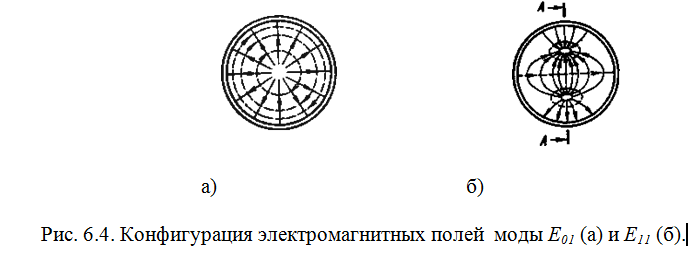 А
А
а) б)
Рис. 6.4. Конфигурация электромагнитных полей моды E01 (а) и E11 (б).